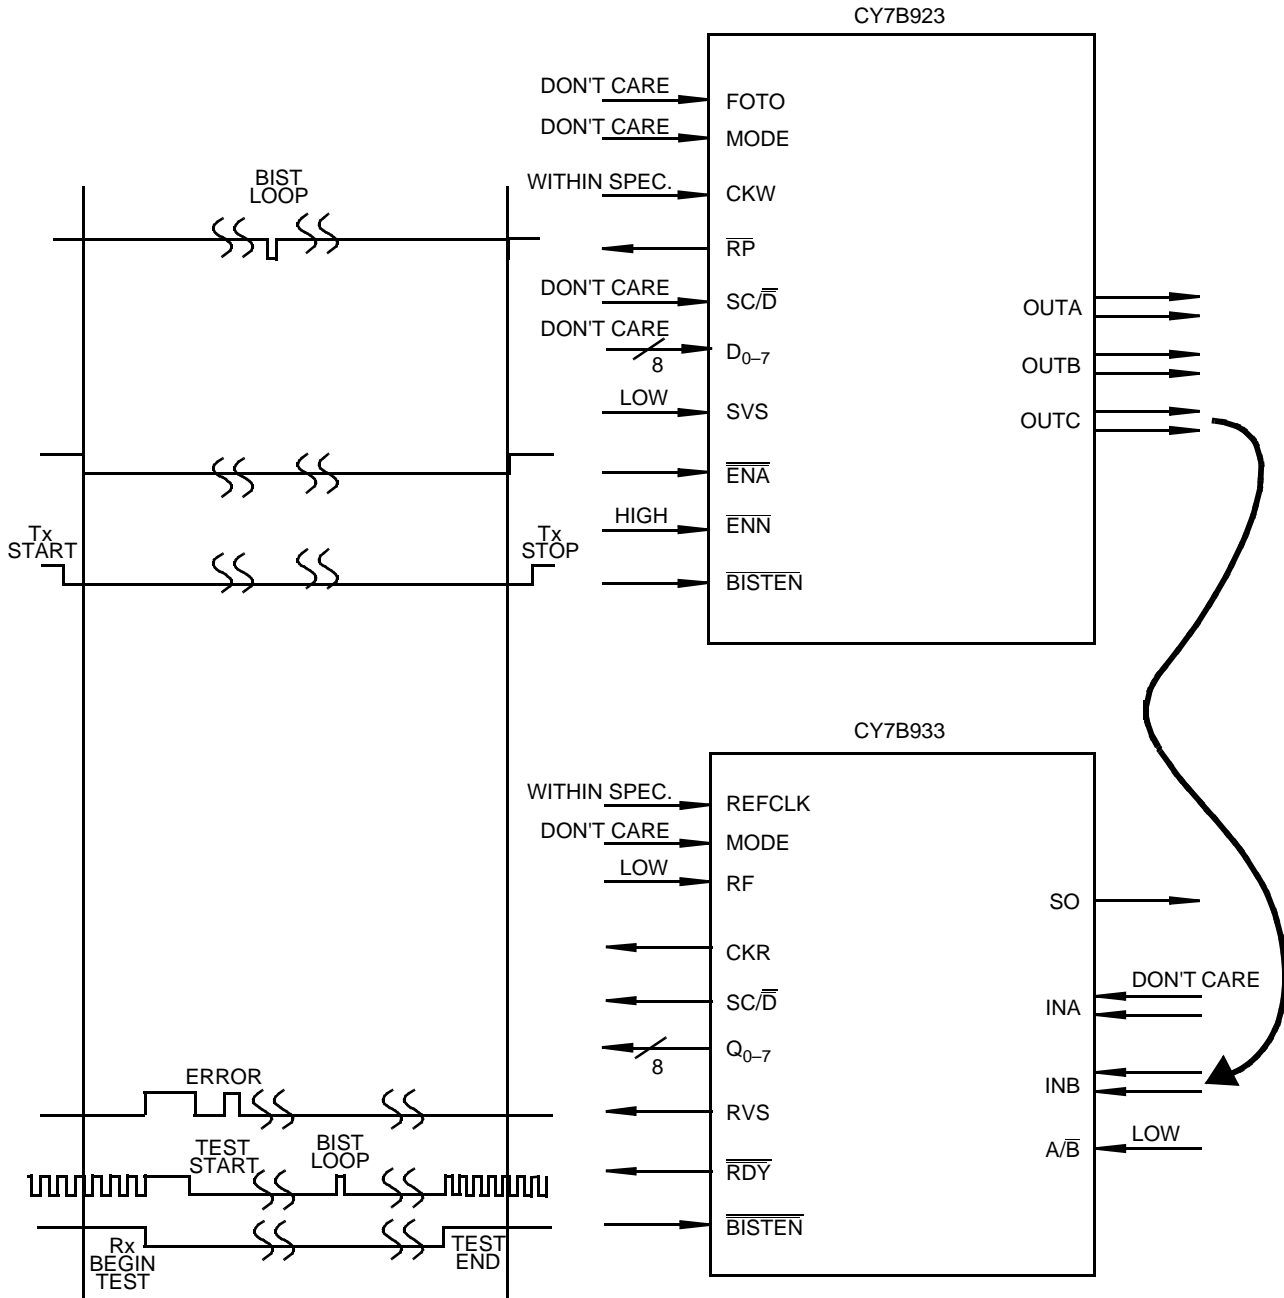 CY7B923
DON'T CARE
FOTO
DON'T CARE
MODE
BIST
LOOP
WITHIN SPEC.
CKW
RP
DON'T CARE
SC/D
OUTA
DON'T CARE
8
D0–7
OUTB
LOW
SVS
OUTC
ENA
Tx
START
Tx
STOP
HIGH
ENN
BISTEN
CY7B933
WITHIN SPEC.
REFCLK
DON'T CARE
MODE
LOW
RF
SO
CKR
DON'T CARE
SC/D
INA
8
Q0–7
ERROR
INB
RVS
TEST
START
BIST
LOOP
LOW
A/B
RDY
BISTEN
Rx
BEGIN
TEST
TEST
END